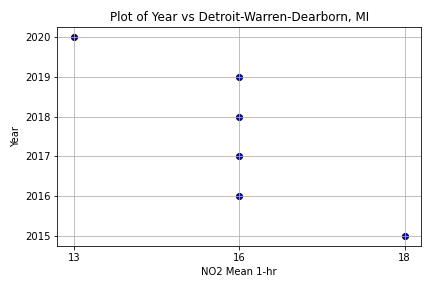 Plot of Year vs Detroit-Warren-Dearborn, MI
2020
2019
2018
2017
2016
2015
Year
13 16 18
NO2 Mean 1-hr